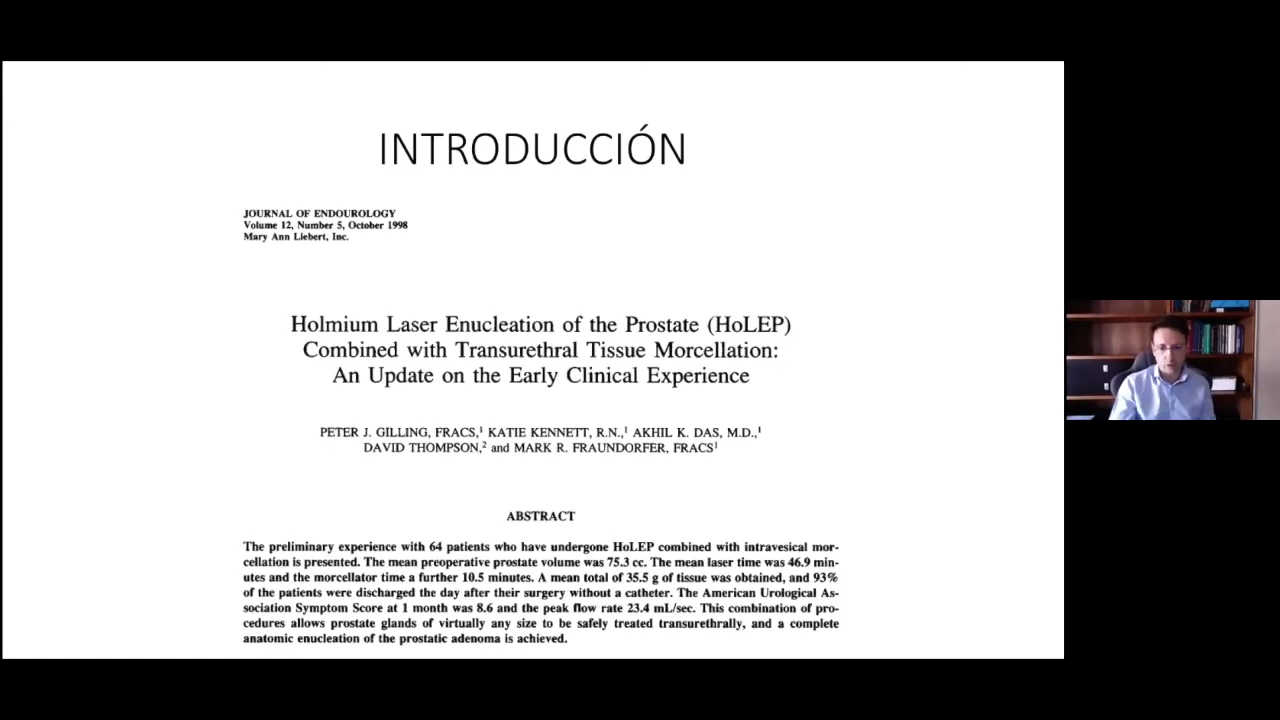 INTRODUCCIÓN
JOURNAL OF ENDOUROLOGY
Volume 12, Number 5, October 1998
Mary Ann Liebert, Inc.
Holmium Laser Enucleation of the Prostate (HoLEP)
Combined with Transurethral Tissue Morcellation:
An Update on the Early Clinical Experience
PETER J. GILLING, FRACS,¹ KATIE KENNETT, R.N.,¹ AKHIL K. DAS, M.D.,¹
DAVID THOMPSON,² and MARK R. FRAUNDORFER, FRACS¹
ABSTRACT
The preliminary experience with 64 patients who have undergone HoLEP combined with intravesical mor-
cellation is presented. The mean preoperative prostate volume was 75.3 cc. The mean laser time was 46.9 min-
utes and the morcellator time a further 10.5 minutes. A mean total of 35.5 g of tissue was obtained, and 93%
of the patients were discharged the day after their surgery without a catheter. The American Urological As-
sociation Symptom Score at 1 month was 8.6 and the peak flow rate 23.4 mL/sec. This combination of pro-
cedures allows prostate glands of virtually any size to be safely treated transurethrally, and a complete
anatomic enucleation of the prostatic adenoma is achieved.